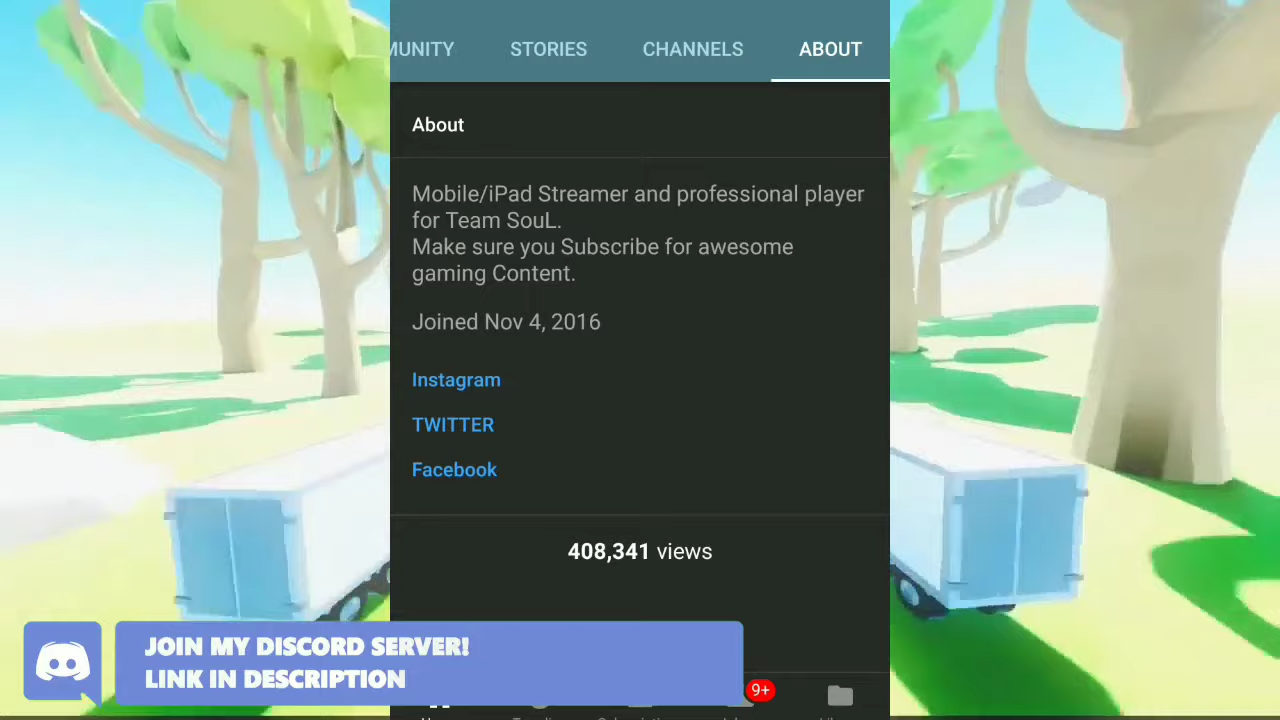 MUNITY STORIES CHANNELS ABOUT
About
Mobile/iPad Streamer and professional player
for Team SouL.
Make sure you Subscribe for awesome
gaming Content.
Joined Nov 4, 2016
Instagram
TWITTER
Facebook
408,341 views
JOIN MY DISCORD SERVER!
LINK IN DESCRIPTION
9+